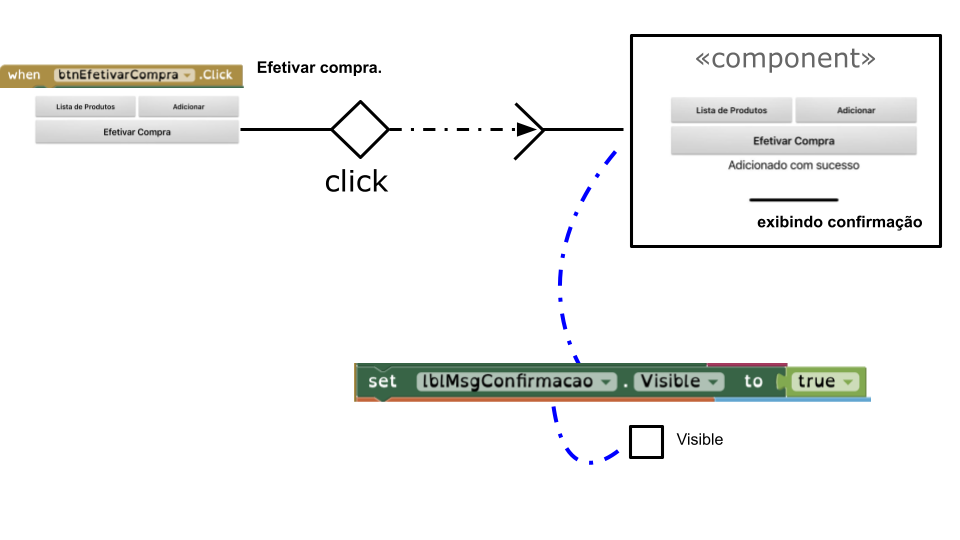 when btnEfetivarCompra .Click
Efetivar compra.
Lista de Produtos Adicionar
Efetivar Compra
click
«component»
Lista de Produtos Adicionar
Efetivar Compra
Adicionado com sucesso
exibindo confirmação
set lblMsgConfirmacao . Visible to true
Visible